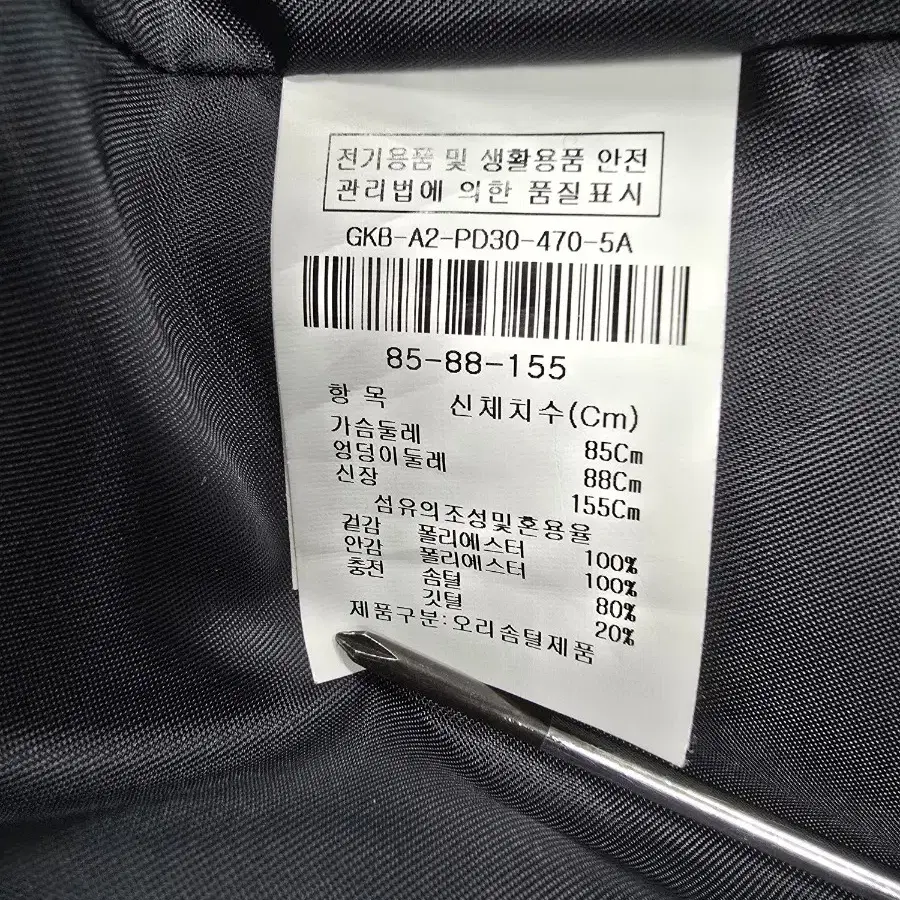 전기용품 및 생활용품 안전
관리법에 의한 품질표시
GKB-A2-PD30-470-5A
85-88-155
항 목 신체치수(Cm)
가슴둘레 85Cm
엉덩이둘레 88Cm
신장 155Cm
섬유의조성및혼용율
겉감 폴리에스터 100%
안감 폴리에스터 100%
충전 솜털 80%
깃털 20%
제품구분:오리솜털제품